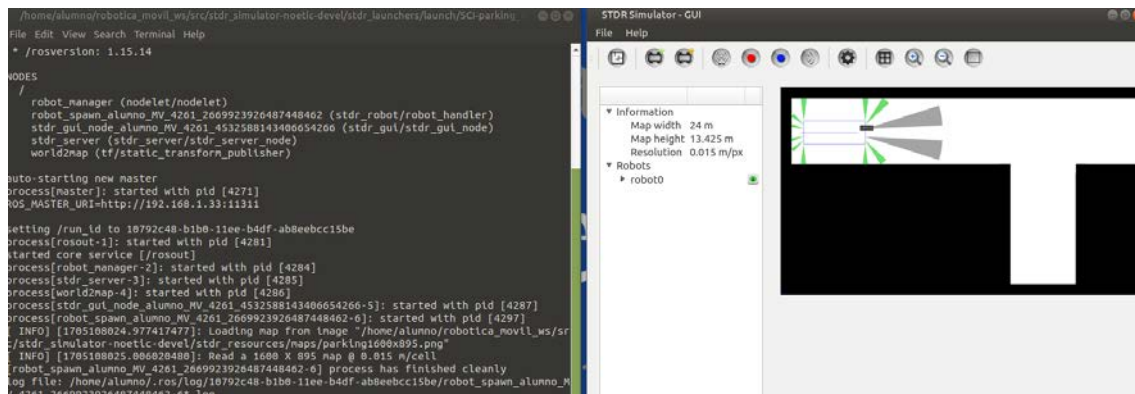 /home/alumno/robotica_movil_ws/src/stdr_simulator-noetic-devel/stdr_launchers/launch/SCI-parking
File Edit View Search Terminal Help
* /rosversion: 1.15.14
NODES
/
robot_manager (nodelet/nodelet)
robot_spawn_alumno_MV_4261_2669923926487448462 (stdr_robot/robot_handler)
stdr_gui_node_alumno_MV_4261_4532588143406654266 (stdr_gui/stdr_gui_node)
stdr_server (stdr_server/stdr_server_node)
world2map (tf/static_transform_publisher)
auto-starting new master
process[master]: started with pid [4271]
ROS_MASTER_URI=http://192.168.1.33:11311
setting /run_id to 10792c48-b1b0-11ee-b4df-ab8eebcc15be
process[rosout-1]: started with pid [4281]
started core service [/rosout]
process[robot_manager-2]: started with pid [4284]
process[stdr_server-3]: started with pid [4285]
process[world2map-4]: started with pid [4286]
process[stdr_gui_node_alumno_MV_4261_4532588143406654266-5]: started with pid [4287]
process[robot_spawn_alumno_MV_4261_2669923926487448462-6]: started with pid [4297]
[ INFO] [1705108024.977417477]: Loading map from image "/home/alumno/robotica_movil_ws/sr
c/stdr_simulator-noetic-devel/stdr_resources/maps/parking1600x895.png"
[ INFO] [1705108025.006020480]: Read a 1600 X 895 map @ 0.015 m/cell
[robot_spawn_alumno_MV_4261_2669923926487448462-6] process has finished cleanly
log file: /home/alumno/.ros/log/10792c48-b1b0-11ee-b4df-ab8eebcc15be/robot_spawn_alumno_M
V_4261_2669923926487448462-6*.log
STDR Simulator - GUI
File Help
Information
Map width 24 m
Map height 13.425 m
Resolution 0.015 m/px
Robots
robot0